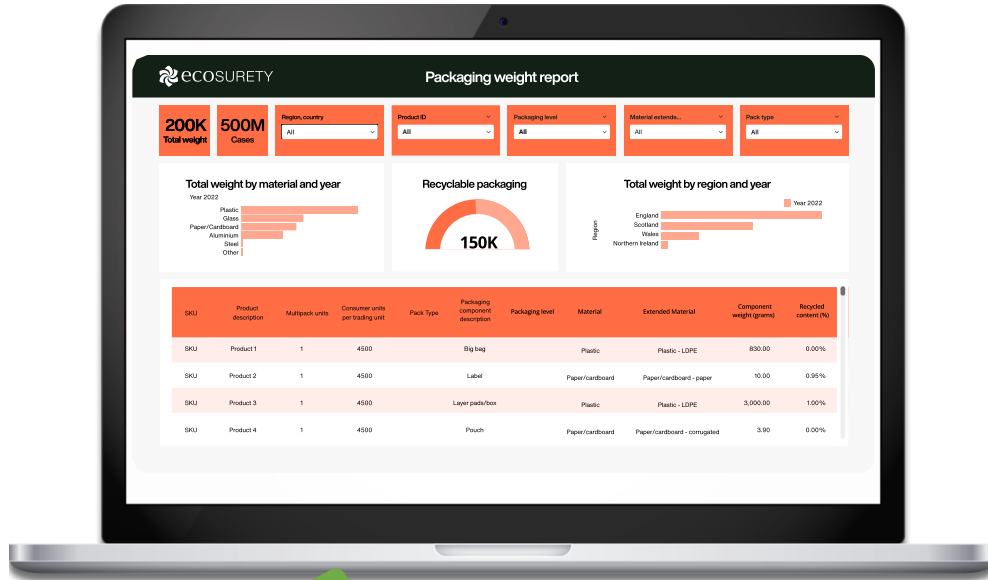 ecosurety
Packaging weight report
200K
Total weight
500M
Cases
Region, country
All
Product ID
All
Packaging level
All
Material extende...
All
Pack type
All
Total weight by material and year
Year 2022
Plastic
Glass
Paper/Cardboard
Aluminium
Steel
Other
Recyclable packaging
150K
Total weight by region and year
Year 2022
Region
England
Scotland
Wales
Northern Ireland
SKU
Product
description
Multipack units
Consumer units
per trading unit
Pack Type
Packaging
component
description
Packaging level
Material
Extended Material
Component
weight (grams)
Recycled
content (%)
SKU Product 1 1 4500 Big bag Plastic Plastic - LDPE 830.00 0.00%
SKU Product 2 1 4500 Label Paper/cardboard Paper/cardboard - paper 10.00 0.95%
SKU Product 3 1 4500 Layer pads/box Plastic Plastic - LDPE 3,000.00 1.00%
SKU Product 4 1 4500 Pouch Paper/cardboard Paper/cardboard - corrugated 3.90 0.00%